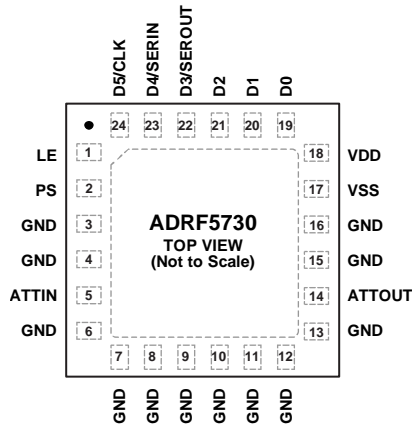 D5/CLK
D4/SERIN
D3/SEROUT
D2
D1
D0
24
23
22
21
20
19
LE
1
PS
2
GND
3
GND
4
ATTIN
5
GND
6
ADRF5730
TOP VIEW
(Not to Scale)
18
VDD
17
VSS
16
GND
15
GND
14
ATTOUT
13
GND
7
8
9
10
11
12
GND
GND
GND
GND
GND
GND